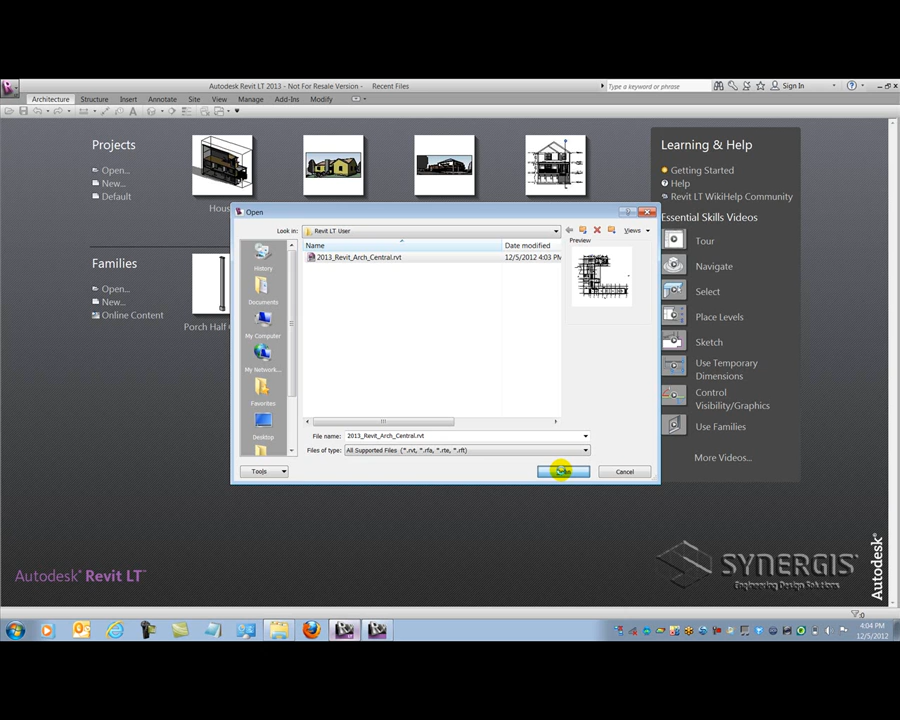 Autodesk Revit LT 2013 - Not For Resale Version - Recent Files
Type a keyword or phrase
Sign In
Architecture Structure Insert Annotate Site View Manage Add-Ins Modify
Projects
Open...
New...
Default
Hous
Families
Open...
New...
Online Content
Porch Half
Learning & Help
Getting Started
Help
Revit LT WikiHelp Community
Essential Skills Videos
Tour
Navigate
Select
Place Levels
Sketch
Use Temporary
Dimensions
Control
Visibility/Graphics
Use Families
More Videos...
Open
Look in: Revit LT User
Views
Preview
Name Date modified
2013_Revit_Arch_Central.rvt 12/5/2012 4:03 PM
History
Documents
My Computer
My Network...
Favorites
Desktop
File name: 2013_Revit_Arch_Central.rvt
Files of type: All Supported Files (*.rvt, *.rfa, *.rte, *.rft)
Tools
Cancel
Autodesk® Revit LT™
SYNERGIS®
Engineering Design Solutions
Autodesk®
:0
4:04 PM
12/5/2012